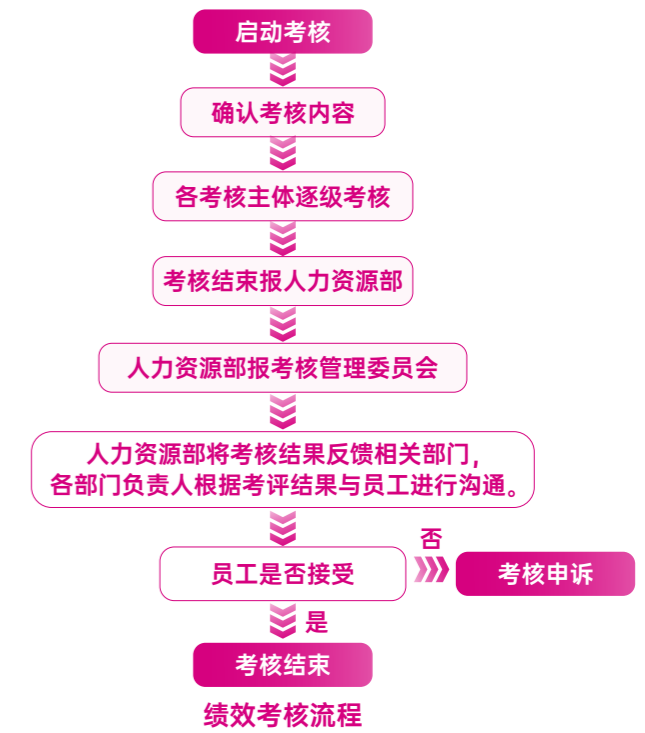 启动考核
确认考核内容
各考核主体逐级考核
考核结束报人力资源部
人力资源部报考核管理委员会
人力资源部将考核结果反馈相关部门，
各部门负责人根据考评结果与员工进行沟通。
员工是否接受
否
考核申诉
是
考核结束
绩效考核流程